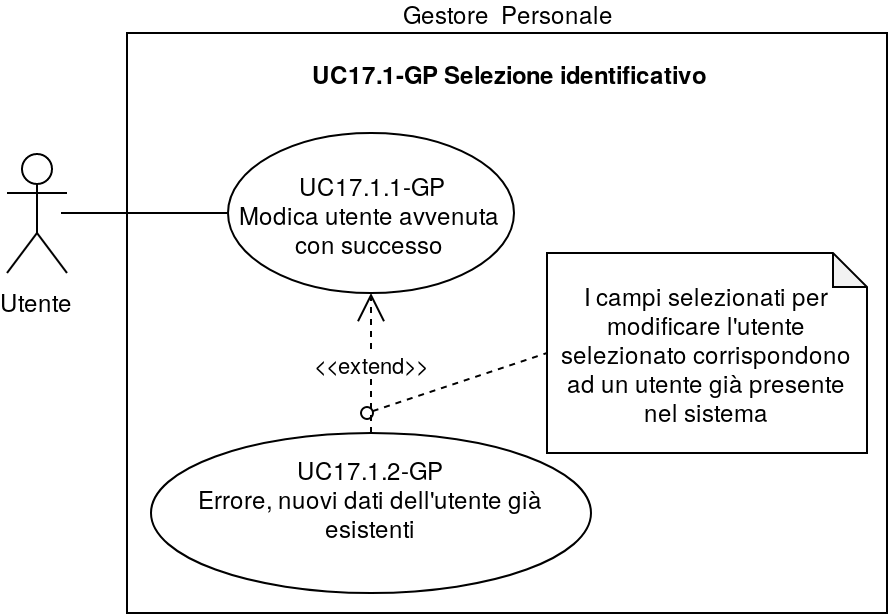 Gestore  Personale
UC17.1-GP Selezione identificativo
UC17.1.1-GP
Modica utente avvenuta
con successo
Utente
I campi selezionati per
modificare l'utente
selezionato corrispondono
ad un utente già presente
nel sistema
<<extend>>
UC17.1.2-GP
Errore, nuovi dati dell'utente già
esistenti